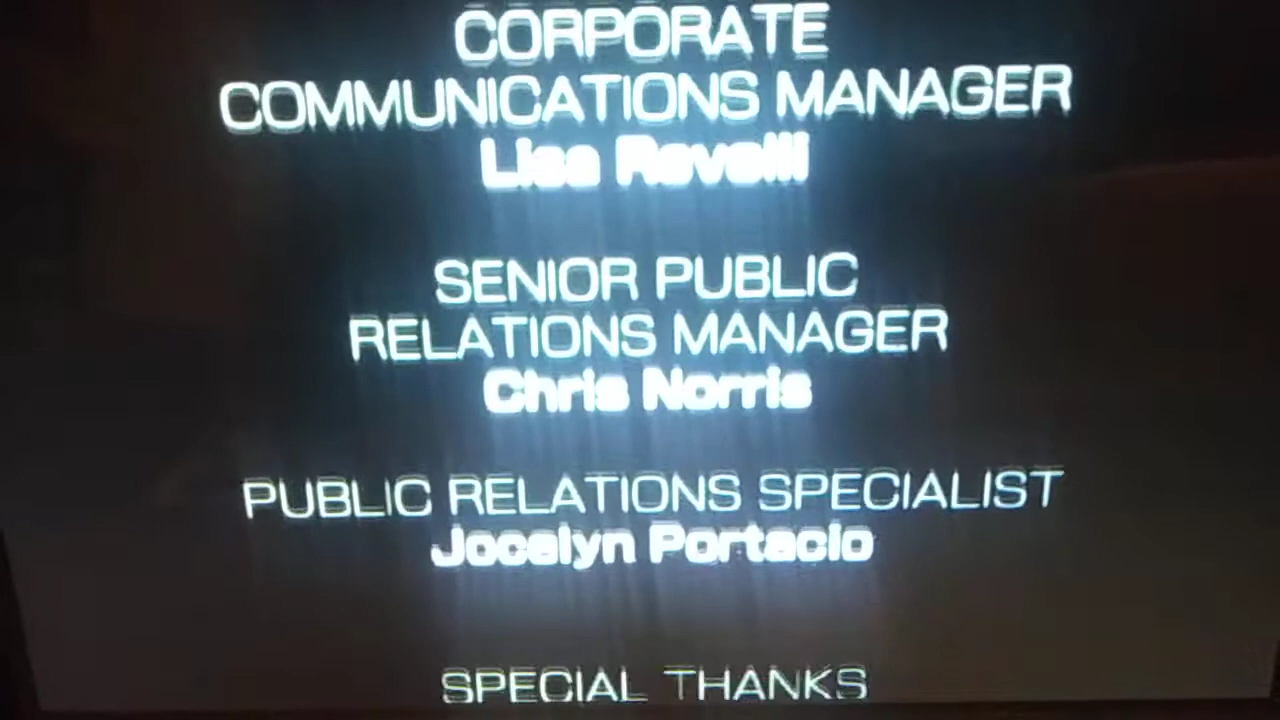 CORPORATE
COMMUNICATIONS MANAGER
Lisa Revelli
SENIOR PUBLIC
RELATIONS MANAGER
Chris Norris
PUBLIC RELATIONS SPECIALIST
Jocelyn Portacio
SPECIAL THANKS